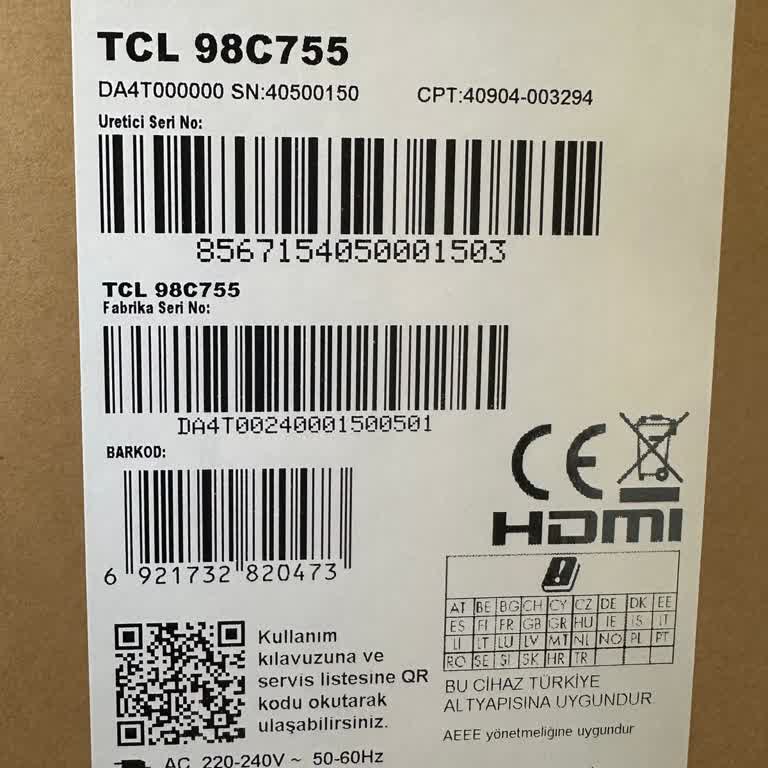 TCL 98C755
DA4T000000 SN:40500150 CPT:40904-003294
Uretici Seri No:
8567154050001503
TCL 98C755
Fabrika Seri No:
DA4T00240001500501
BARKOD:
6 921732 820473
CE
HDMI
!
AT BE BG CH CY CZ DE DK EE
ES FI FR GB GR HU IE IS IT
LI LT LU LV MT NL NO PL PT
RO SE SI SK HR TR
Kullanım
kılavuzuna ve
servis listesine QR
kodu okutarak
ulaşabilirsiniz.
BU CİHAZ TÜRKİYE
ALTYAPISINA UYGUNDUR
AEEE yönetmeliğine uygundur
AC 220-240V ~ 50-60Hz